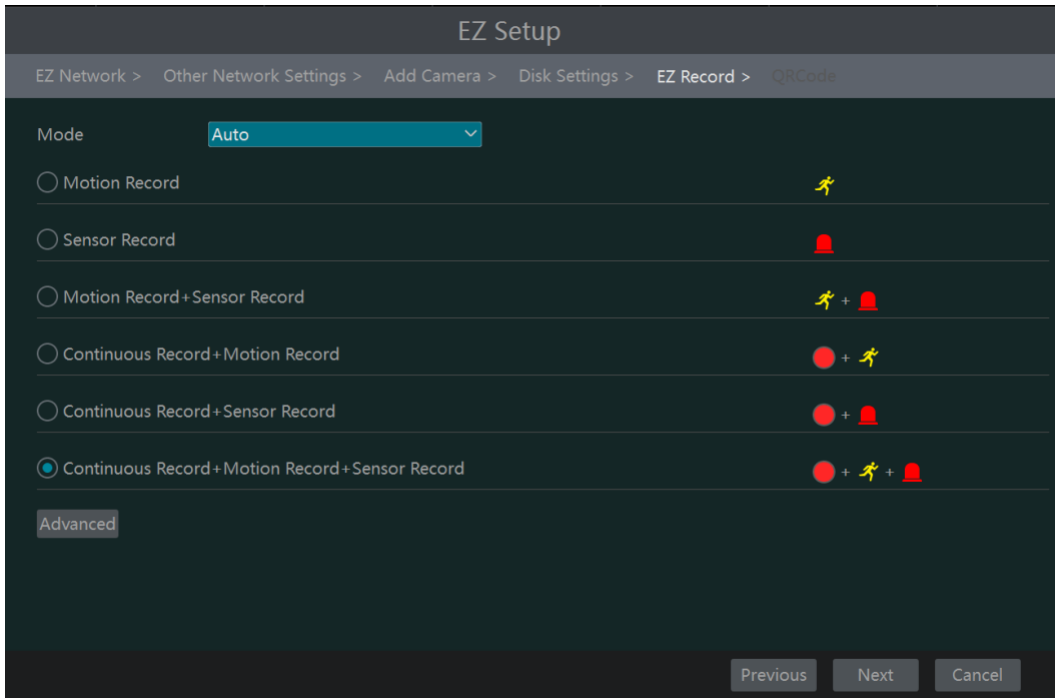 EZ Setup
EZ Network > Other Network Settings > Add Camera > Disk Settings > EZ Record > QRCode
Mode Auto
Motion Record
Sensor Record
Motion Record+Sensor Record +
Continuous Record+Motion Record +
Continuous Record+Sensor Record +
Continuous Record+Motion Record+Sensor Record + +
Advanced
Previous Next Cancel